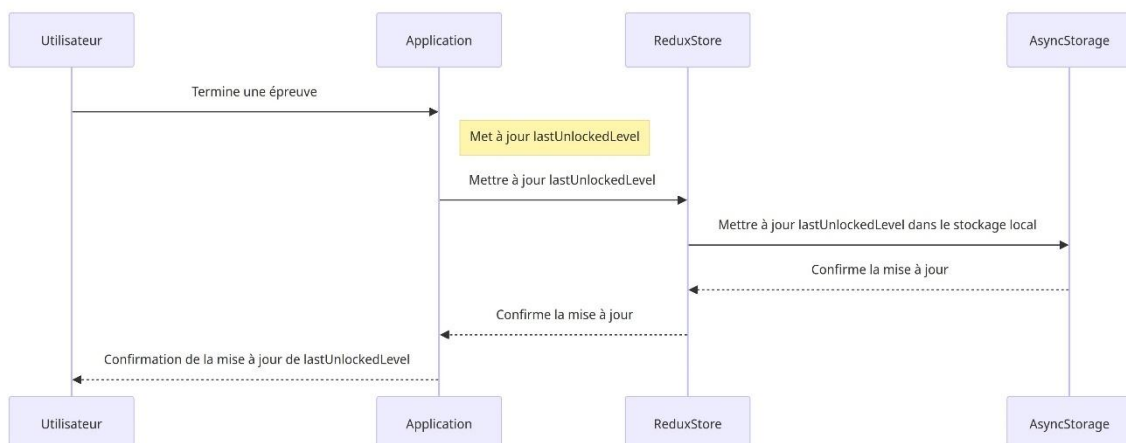 Utilisateur
Application
ReduxStore
AsyncStorage
Termine une épreuve
Met à jour lastUnlockedLevel
Mettre à jour lastUnlockedLevel
Mettre à jour lastUnlockedLevel dans le stockage local
Confirme la mise à jour
Confirme la mise à jour
Confirmation de la mise à jour de lastUnlockedLevel
Utilisateur
Application
ReduxStore
AsyncStorage